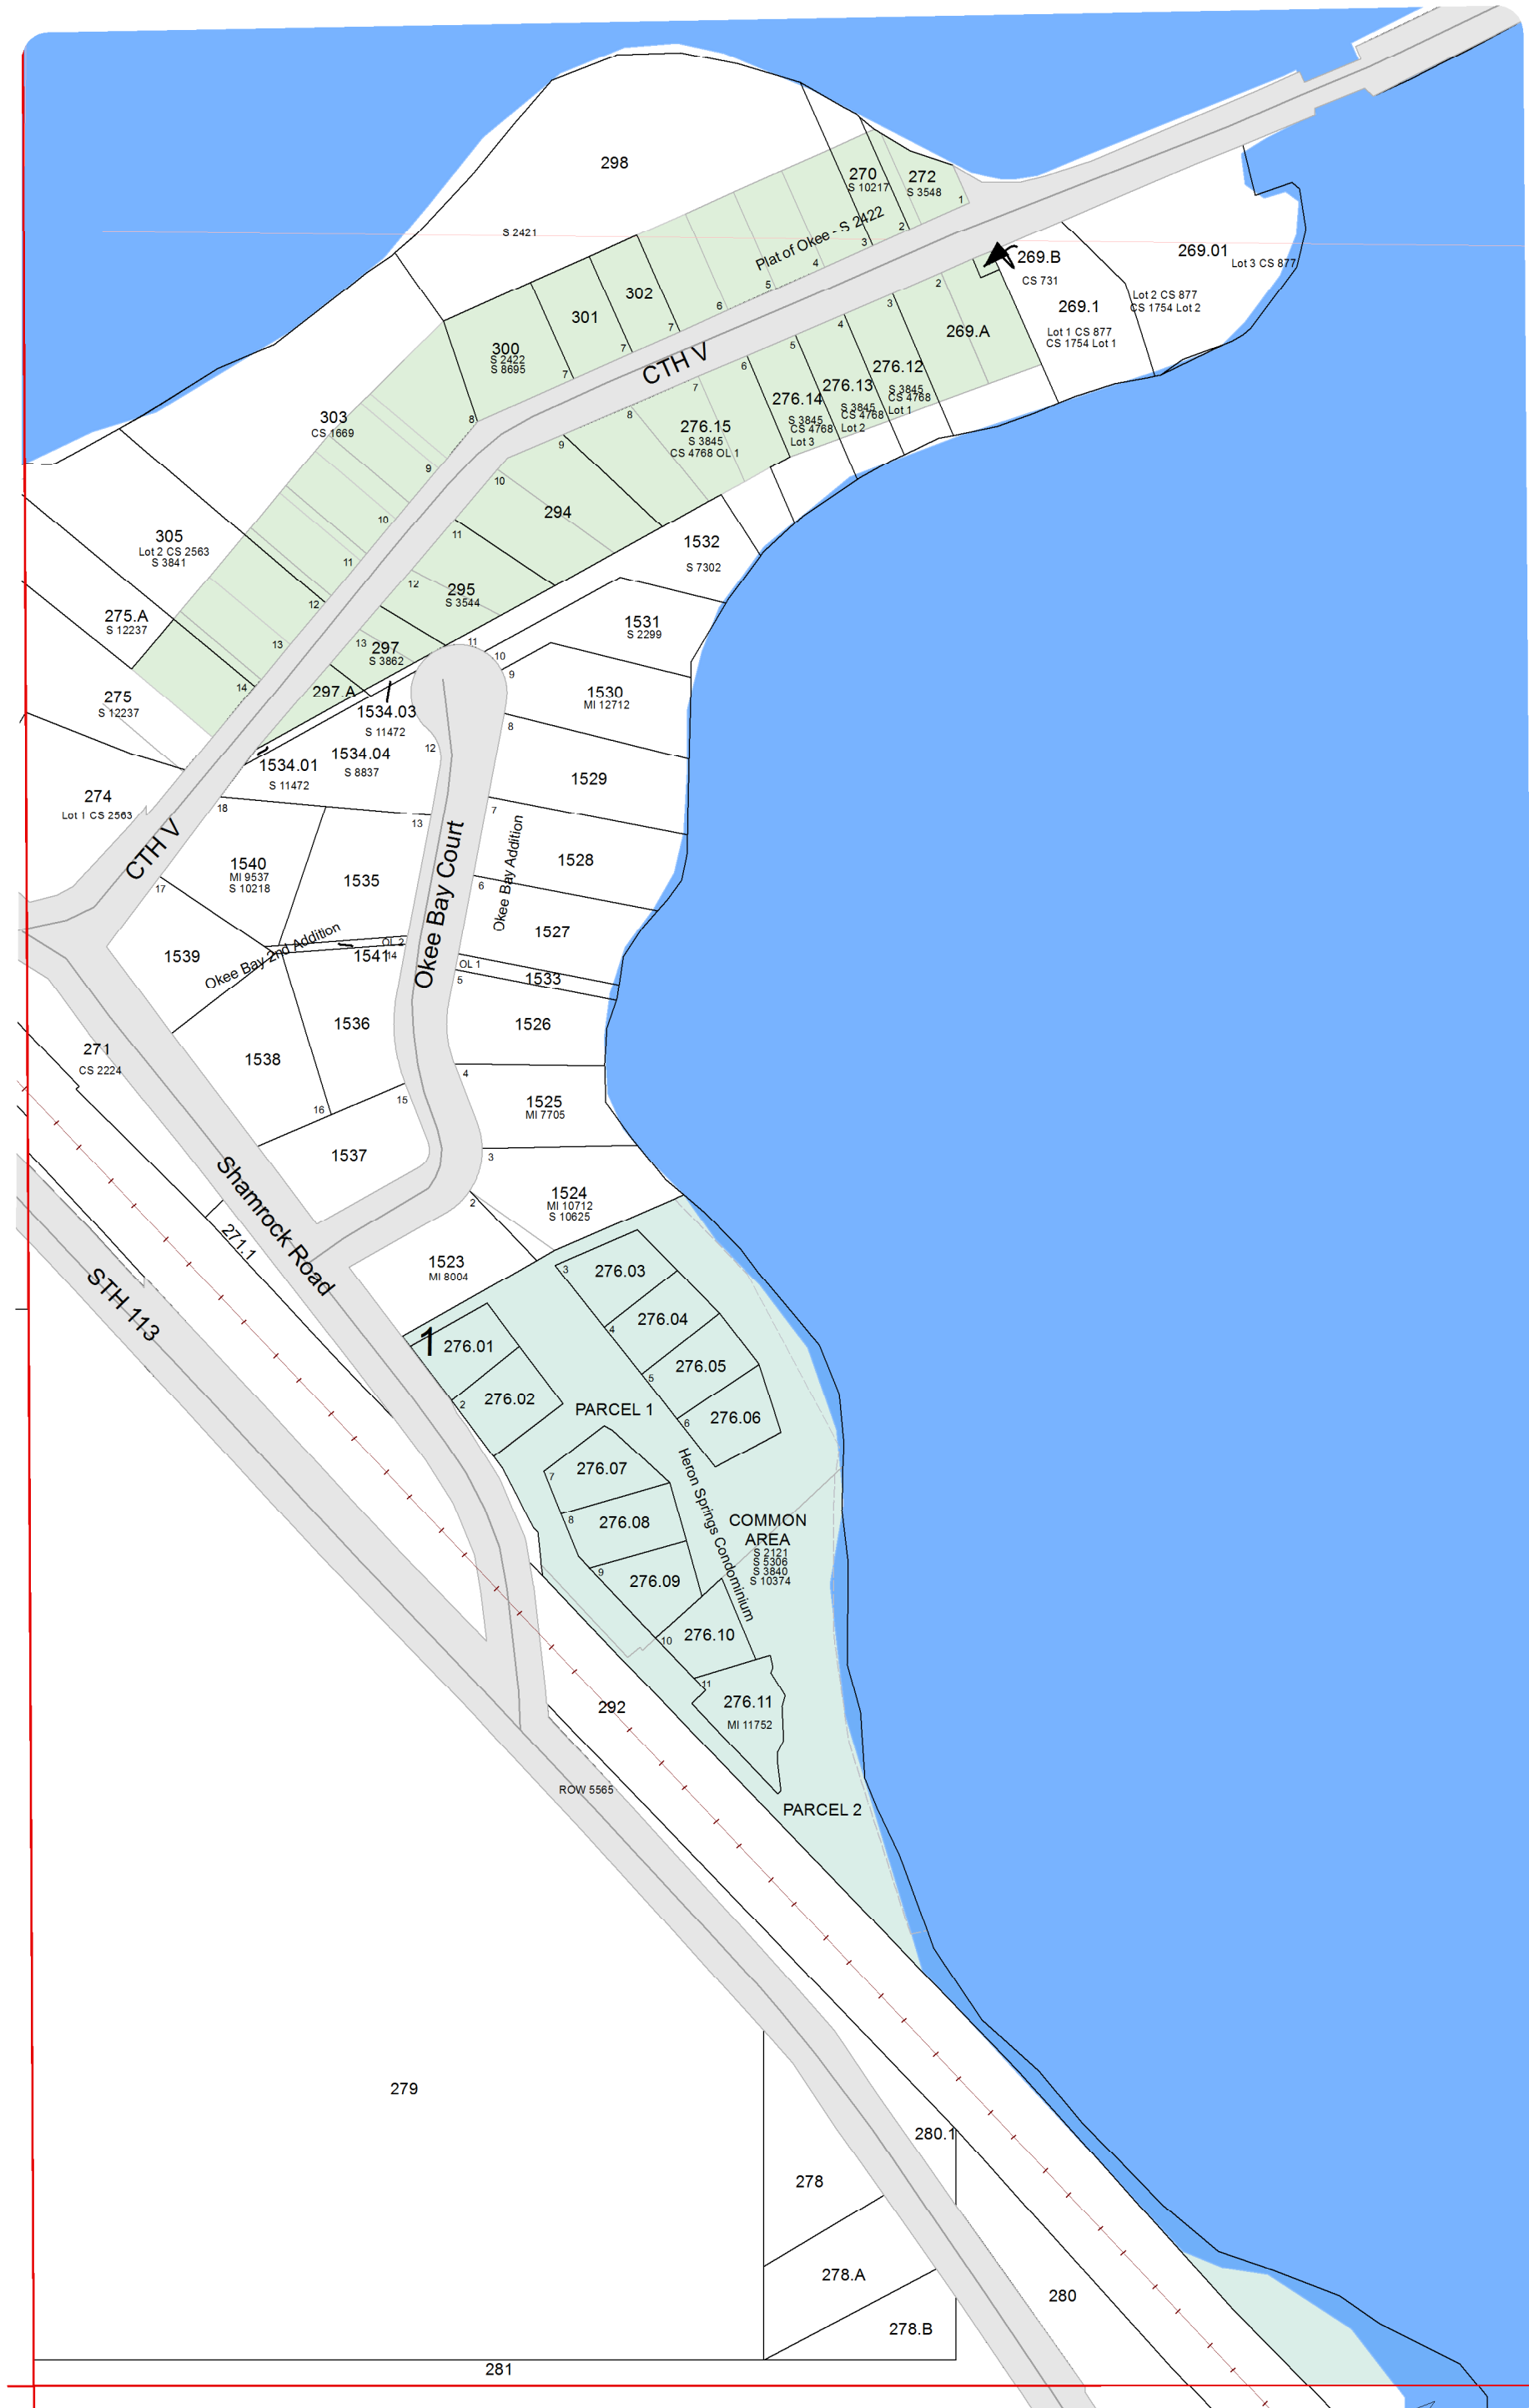 298
S 2421
270
S 10217
272
S 3548
1
2
3
4
5
6
7
Plat of Okee - S 2422
302
7
301
7
300
S 2422
S 8695
8
CTH V
269.B
CS 731
269.01
Lot 3 CS 877
Lot 2 CS 877
CS 1754 Lot 2
269.1
Lot 1 CS 877
CS 1754 Lot 1
2
269.A
3
276.12
S 3845
CS 4768
Lot 1
4
276.13
S 3845
CS 4768
Lot 2
5
276.14
S 3845
CS 4768
Lot 3
6
7
276.15
S 3845
CS 4768 OL 1
8
9
303
CS 1669
9
10
11
12
13
14
10
294
11
12
295
S 3544
13
297
S 3862
297.A
305
Lot 2 CS 2563
S 3841
275.A
S 12237
275
S 12237
274
Lot 1 CS 2563
CTH V
1532
S 7302
11
10
9
1531
S 2299
1530
MI 12712
8
1529
7
1528
6
1527
OL 1
1533
5
1526
4
1525
MI 7705
3
1524
MI 10712
S 10625
2
1523
MI 8004
Okee Bay Addition
Okee Bay Court
1534.03
S 11472
1534.04
S 8837
1534.01
S 11472
12
13
18
1540
MI 9537
S 10218
17
1535
1539
Okee Bay 2nd Addition
OL 2
1541
14
1536
1538
16
15
1537
271
CS 2224
271.1
Shamrock Road
STH 113
1
276.01
2
276.02
3
276.03
4
276.04
5
276.05
6
276.06
PARCEL 1
7
276.07
8
276.08
9
276.09
10
276.10
11
276.11
MI 11752
Heron Springs Condominium
COMMON
AREA
S 2121
S 5306
S 3840
S 10374
PARCEL 2
292
ROW 5565
279
280.1
278
278.A
278.B
280
281